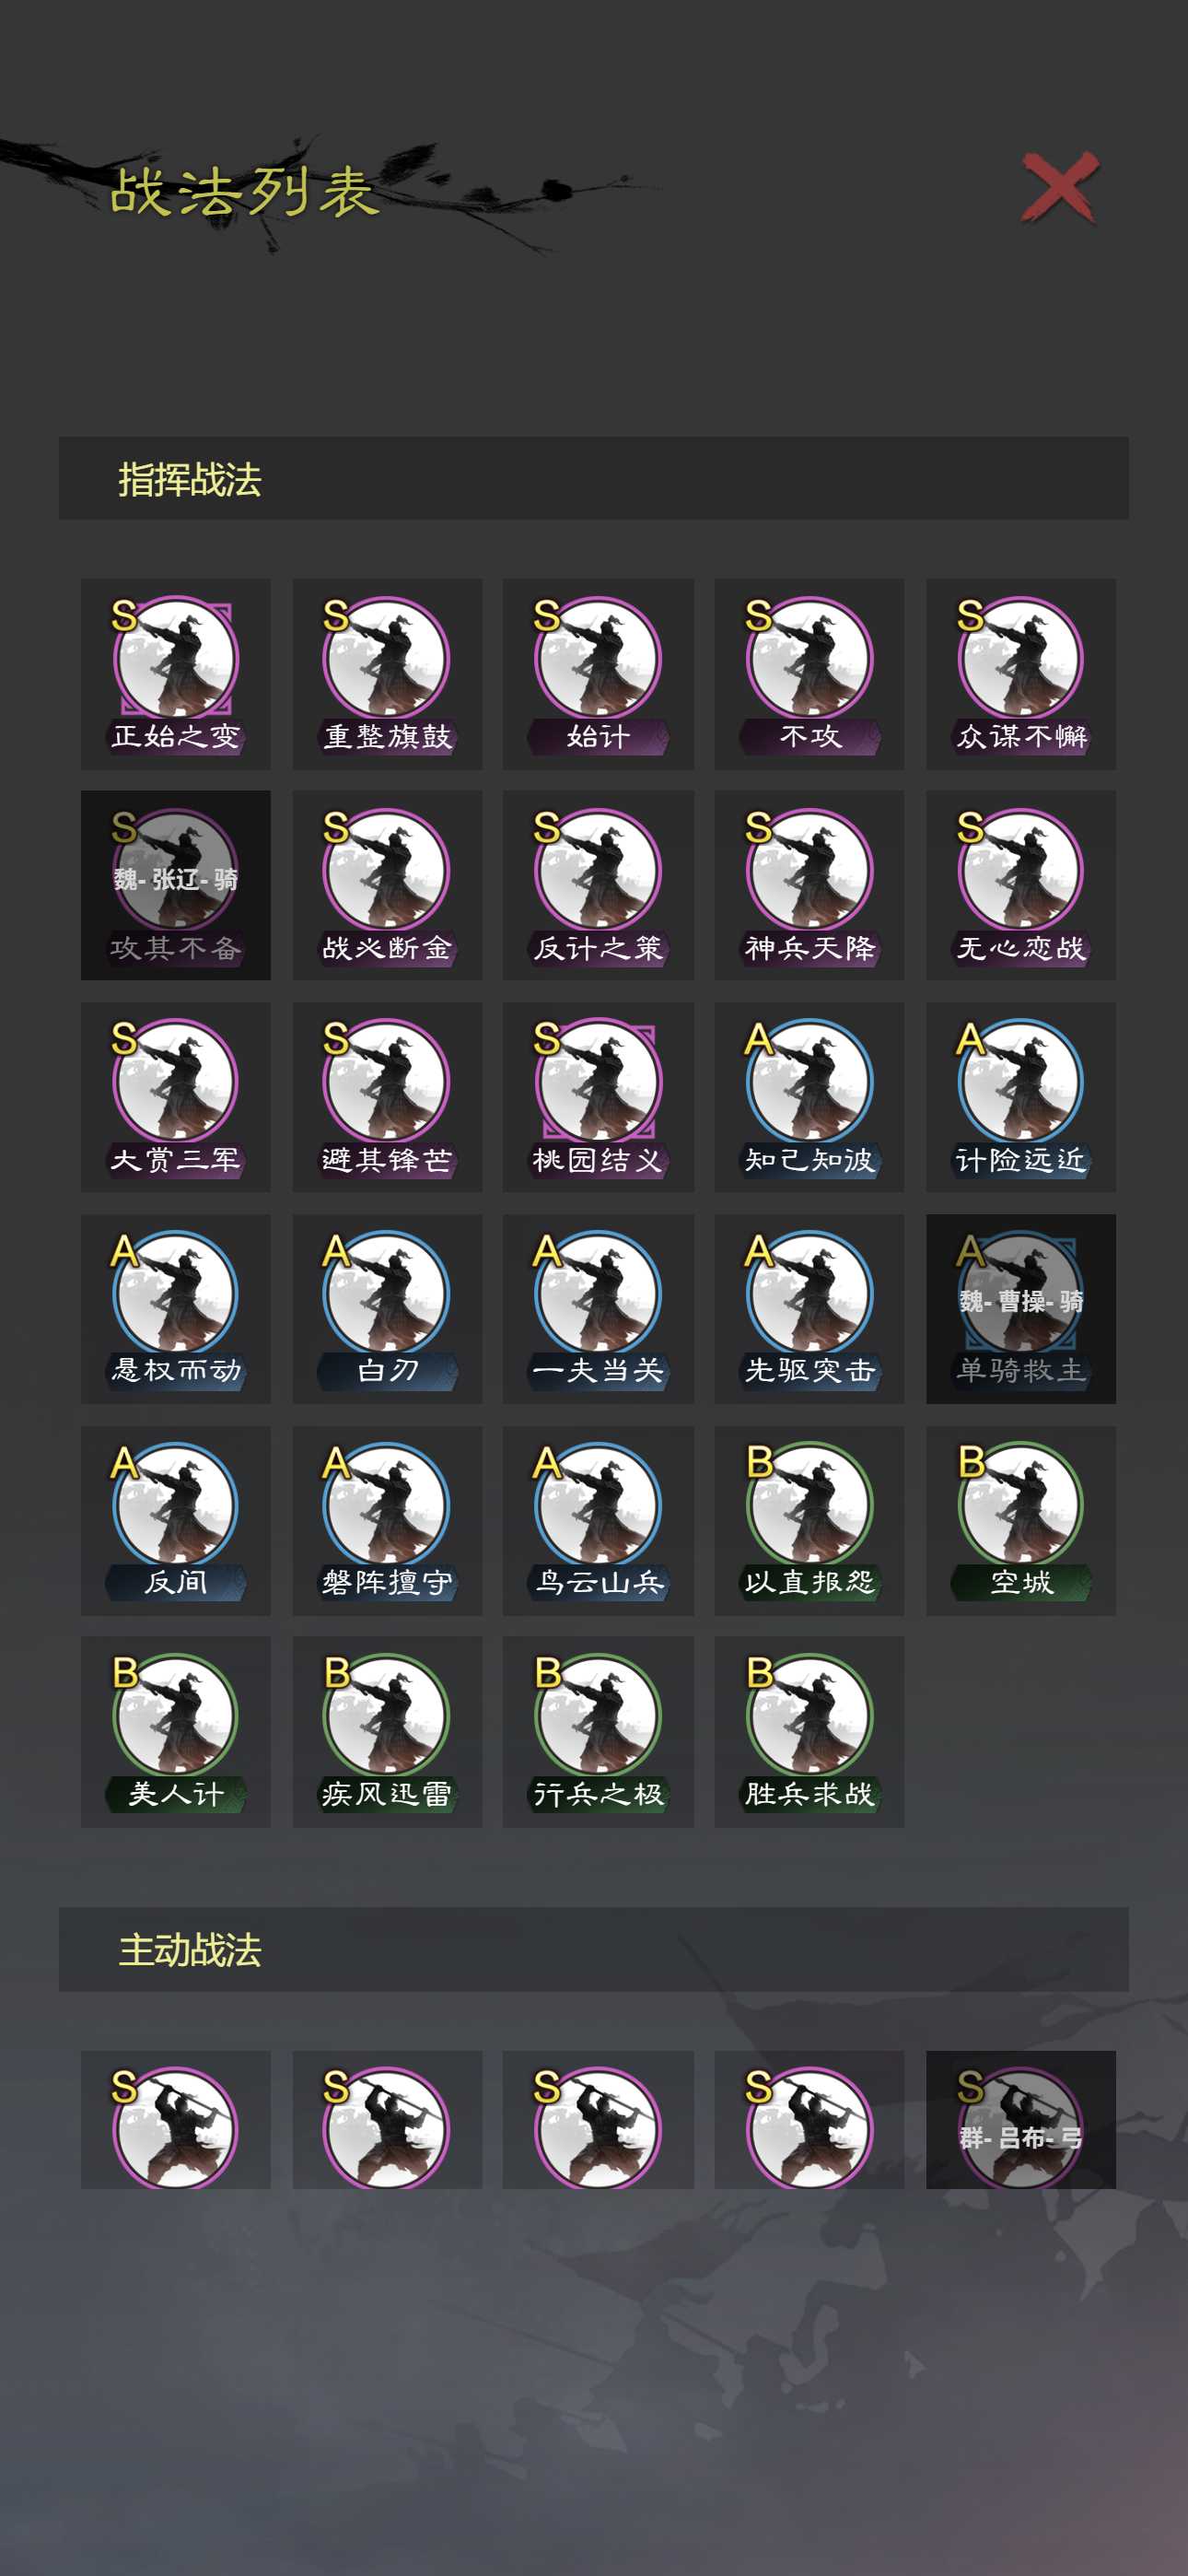 战法列表
指挥战法
S S S S S
正始之变 重整旗鼓 始计 不攻 众谋不懈
S S S S S
魏- 张辽- 骑
攻其不备 战必断金 反计之策 神兵天降 无心恋战
S S S A A
大赏三军 避其锋芒 桃园结义 知己知波 计险远近
A A A A A
魏- 曹操- 骑
悬权而动 白刃 一夫当关 先驱突击 单骑救主
A A A B B
反间 磐阵擅守 鸟云山兵 以直报怨 空城
B B B B
美人计 疾风迅雷 行兵之极 胜兵求战
主动战法
S S S S S
群- 吕布- 弓